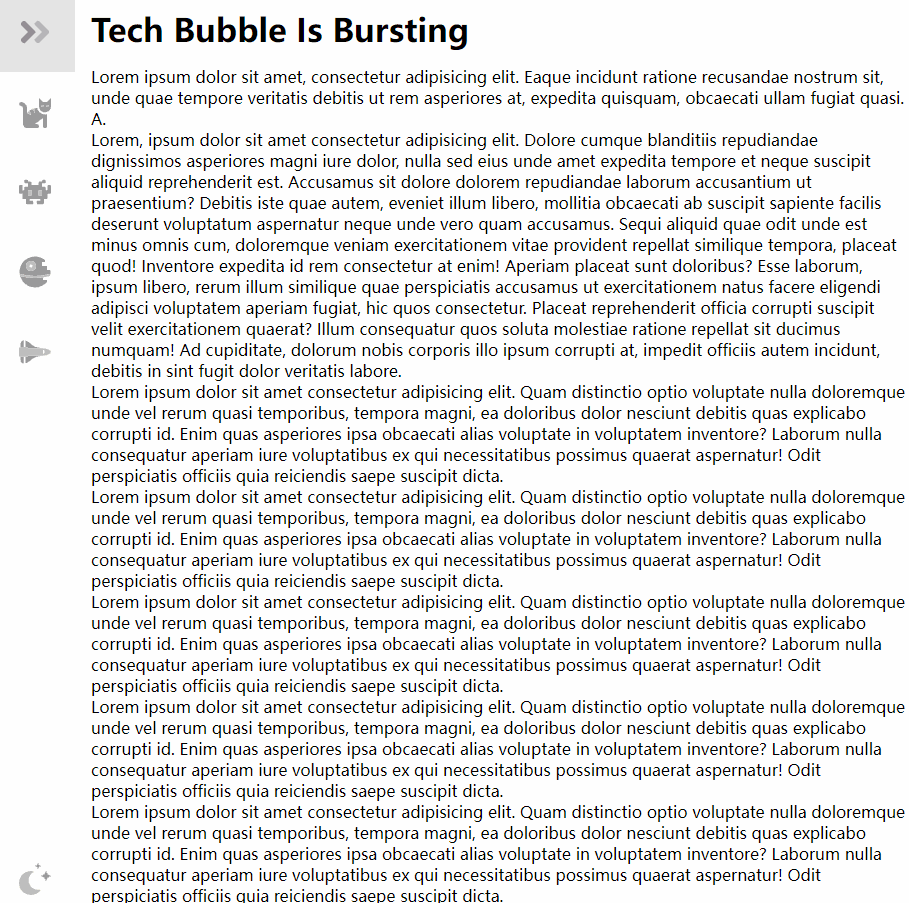 Tech Bubble Is Bursting
Lorem ipsum dolor sit amet, consectetur adipisicing elit. Eaque incidunt ratione recusandae nostrum sit,
unde quae tempore veritatis debitis ut rem asperiores at, expedita quisquam, obcaecati ullam fugiat quasi.
A.
Lorem, ipsum dolor sit amet consectetur adipisicing elit. Dolore cumque blanditiis repudiandae
dignissimos asperiores magni iure dolor, nulla sed eius unde amet expedita tempore et neque suscipit
aliquid reprehenderit est. Accusamus sit dolore dolorem repudiandae laborum accusantium ut
praesentium? Debitis iste quae autem, eveniet illum libero, mollitia obcaecati ab suscipit sapiente facilis
deserunt voluptatum aspernatur neque unde vero quam accusamus. Sequi aliquid quae odit unde est
minus omnis cum, doloremque veniam exercitationem vitae provident repellat similique tempora, placeat
quod! Inventore expedita id rem consectetur at enim! Aperiam placeat sunt doloribus? Esse laborum,
ipsum libero, rerum illum similique quae perspiciatis accusamus ut exercitationem natus facere eligendi
adipisci voluptatem aperiam fugiat, hic quos consectetur. Placeat reprehenderit officia corrupti suscipit
velit exercitationem quaerat? Illum consequatur quos soluta molestiae ratione repellat sit ducimus
numquam! Ad cupiditate, dolorum nobis corporis illo ipsum corrupti at, impedit officiis autem incidunt,
debitis in sint fugit dolor veritatis labore.
Lorem ipsum dolor sit amet consectetur adipisicing elit. Quam distinctio optio voluptate nulla doloremque
unde vel rerum quasi temporibus, tempora magni, ea doloribus dolor nesciunt debitis quas explicabo
corrupti id. Enim quas asperiores ipsa obcaecati alias voluptate in voluptatem inventore? Laborum nulla
consequatur aperiam iure voluptatibus ex qui necessitatibus possimus quaerat aspernatur! Odit
perspiciatis officiis quia reiciendis saepe suscipit dicta.
Lorem ipsum dolor sit amet consectetur adipisicing elit. Quam distinctio optio voluptate nulla doloremque
unde vel rerum quasi temporibus, tempora magni, ea doloribus dolor nesciunt debitis quas explicabo
corrupti id. Enim quas asperiores ipsa obcaecati alias voluptate in voluptatem inventore? Laborum nulla
consequatur aperiam iure voluptatibus ex qui necessitatibus possimus quaerat aspernatur! Odit
perspiciatis officiis quia reiciendis saepe suscipit dicta.
Lorem ipsum dolor sit amet consectetur adipisicing elit. Quam distinctio optio voluptate nulla doloremque
unde vel rerum quasi temporibus, tempora magni, ea doloribus dolor nesciunt debitis quas explicabo
corrupti id. Enim quas asperiores ipsa obcaecati alias voluptate in voluptatem inventore? Laborum nulla
consequatur aperiam iure voluptatibus ex qui necessitatibus possimus quaerat aspernatur! Odit
perspiciatis officiis quia reiciendis saepe suscipit dicta.
Lorem ipsum dolor sit amet consectetur adipisicing elit. Quam distinctio optio voluptate nulla doloremque
unde vel rerum quasi temporibus, tempora magni, ea doloribus dolor nesciunt debitis quas explicabo
corrupti id. Enim quas asperiores ipsa obcaecati alias voluptate in voluptatem inventore? Laborum nulla
consequatur aperiam iure voluptatibus ex qui necessitatibus possimus quaerat aspernatur! Odit
perspiciatis officiis quia reiciendis saepe suscipit dicta.
Lorem ipsum dolor sit amet consectetur adipisicing elit. Quam distinctio optio voluptate nulla doloremque
unde vel rerum quasi temporibus, tempora magni, ea doloribus dolor nesciunt debitis quas explicabo
corrupti id. Enim quas asperiores ipsa obcaecati alias voluptate in voluptatem inventore? Laborum nulla
consequatur aperiam iure voluptatibus ex qui necessitatibus possimus quaerat aspernatur! Odit
perspiciatis officiis quia reiciendis saepe suscipit dicta.